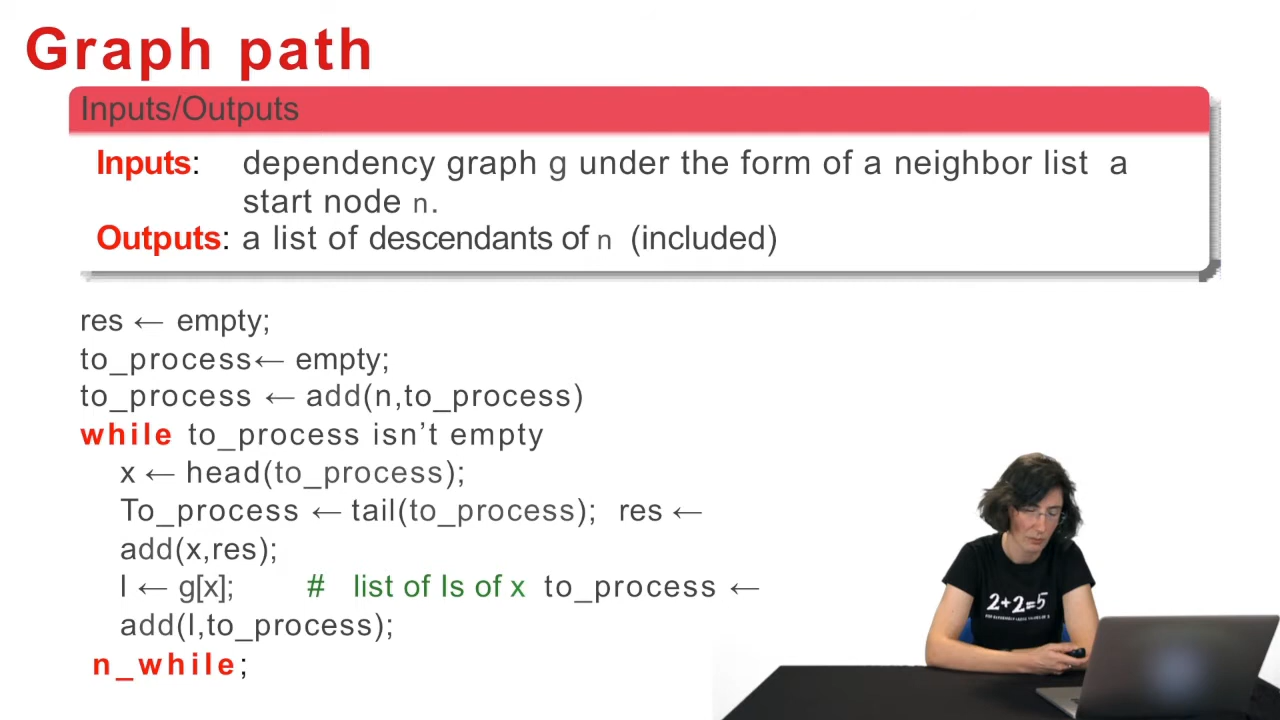 Graph path
Inputs/Outputs
Inputs: dependency graph g under the form of a neighbor list a
start node n.
Outputs: a list of descendants of n (included)
res ← empty;
to_process← empty;
to_process ← add(n,to_process)
while to_process isn't empty
x ← head(to_process);
To_process ← tail(to_process); res ←
add(x,res);
l ← g[x]; # list of ls of x to_process ←
add(l,to_process);
n_while;
2+2=5